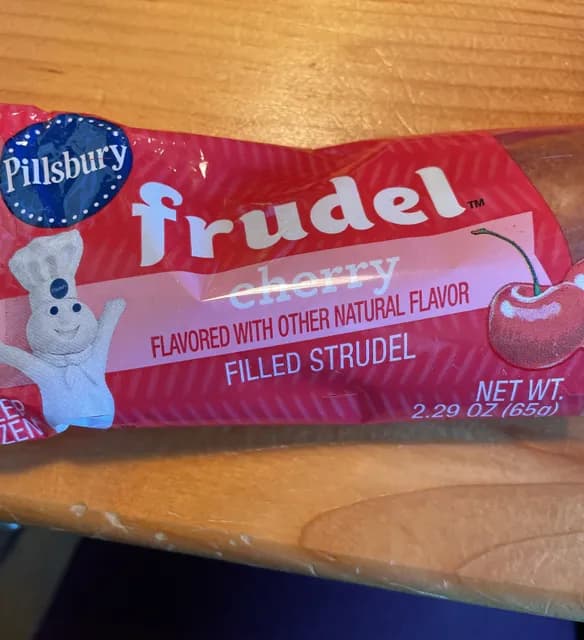 Pillsbury
frudel™
cherry
FLAVORED WITH OTHER NATURAL FLAVOR
FILLED STRUDEL
NET WT.
2.29 OZ (65g)